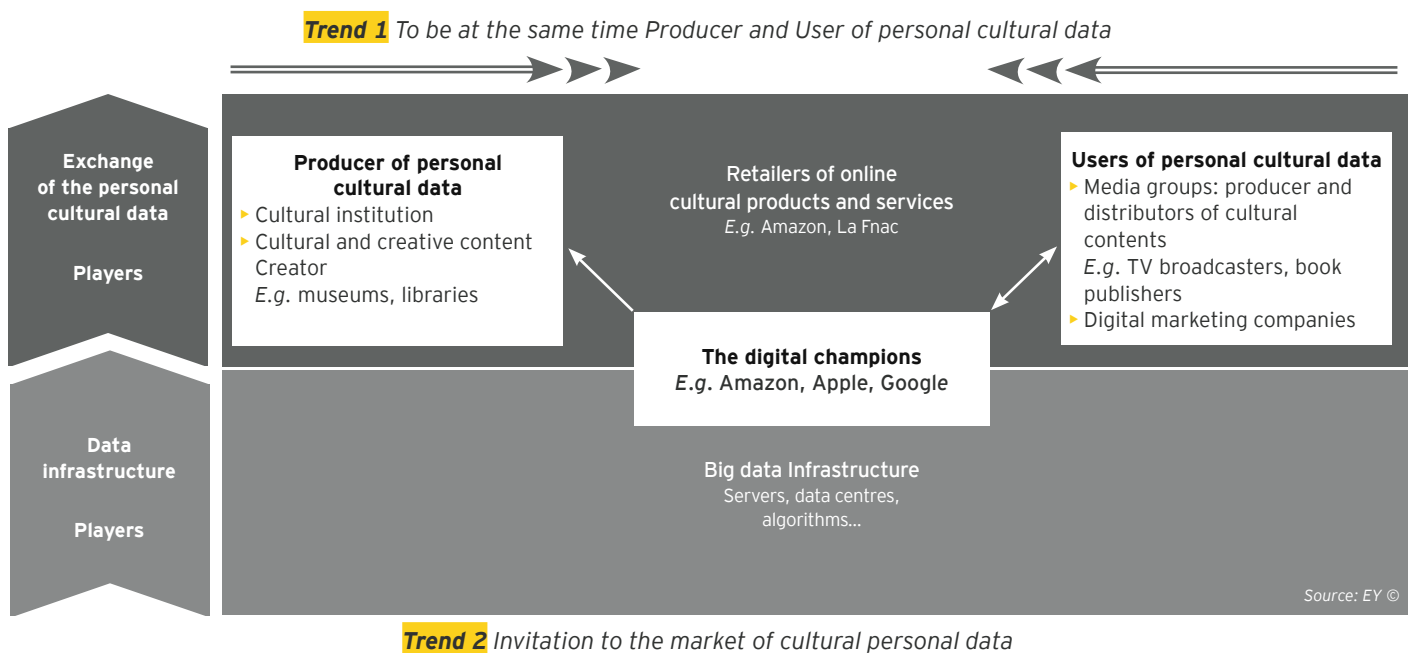 Trend 1 To be at the same time Producer and User of personal cultural data
Exchange
of the personal
cultural data
Players
Producer of personal
cultural data
▸ Cultural institution
▸ Cultural and creative content
Creator
E.g. museums, libraries
Retailers of online
cultural products and services
E.g. Amazon, La Fnac
Users of personal cultural data
▸ Media groups: producer and
distributors of cultural
contents
E.g. TV broadcasters, book
publishers
▸ Digital marketing companies
The digital champions
E.g. Amazon, Apple, Google
Data
infrastructure
Players
Big data Infrastructure
Servers, data centres,
algorithms...
Source: EY ©
Trend 2 Invitation to the market of cultural personal data